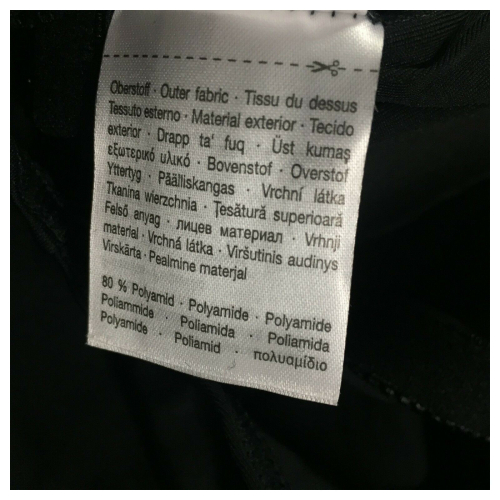 Oberstoff · Outer fabric · Tissu du dessus
Tessuto esterno · Material exterior · Tecido
exterior · Drapp ta' fuq · Üst kumaş
εξωτερικό υλικό · Bovenstof · Overstof
Yttertyg · Päälliskangas · Vrchní látka
Tkanina wierzchnia · Țesătură superioară
Felső anyag · лицев материал · Vrhnji
material · Vrchná látka · Viršutinis audinys
Virskārta · Pealmine materjal
80 % Polyamid · Polyamide · Polyamide
Poliammide · Poliamida · Poliamida
Polyamide · Poliamid · πολυαμίδιο